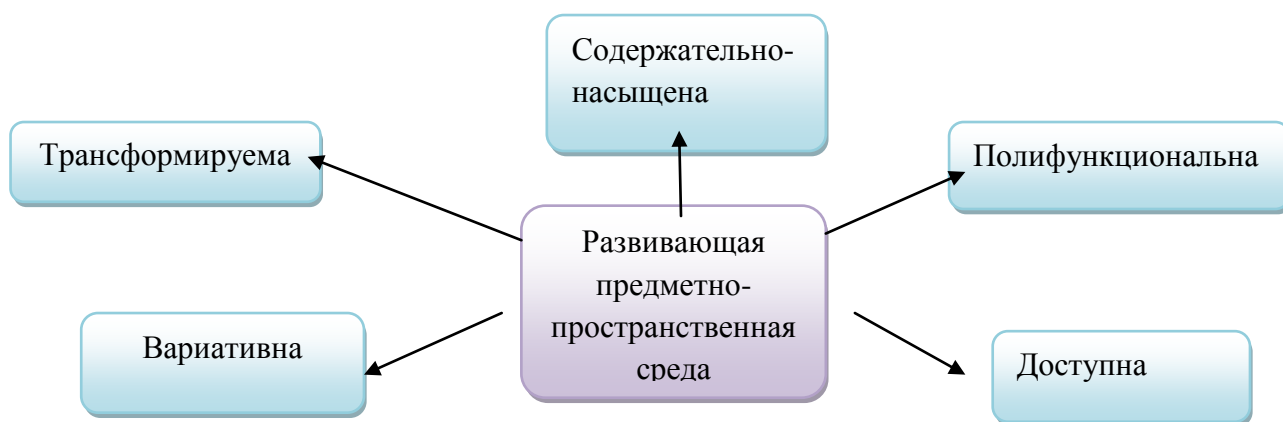 Содержательно-
насыщена
Трансформируема
Полифункциональна
Развивающая
предметно-
пространственная
среда
Вариативна
Доступна